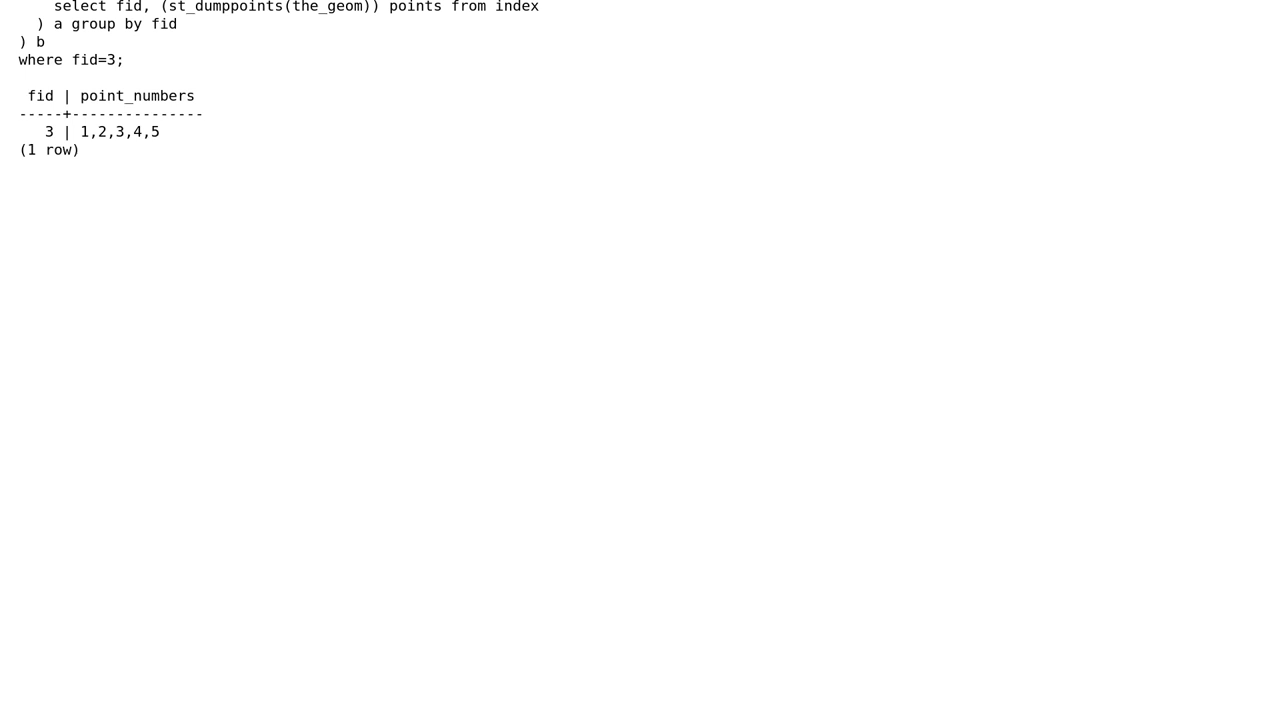 select fid, (st_dumppoints(the_geom)) points from index
  ) a group by fid
) b
where fid=3;

 fid | point_numbers
-----+---------------
   3 | 1,2,3,4,5
(1 row)